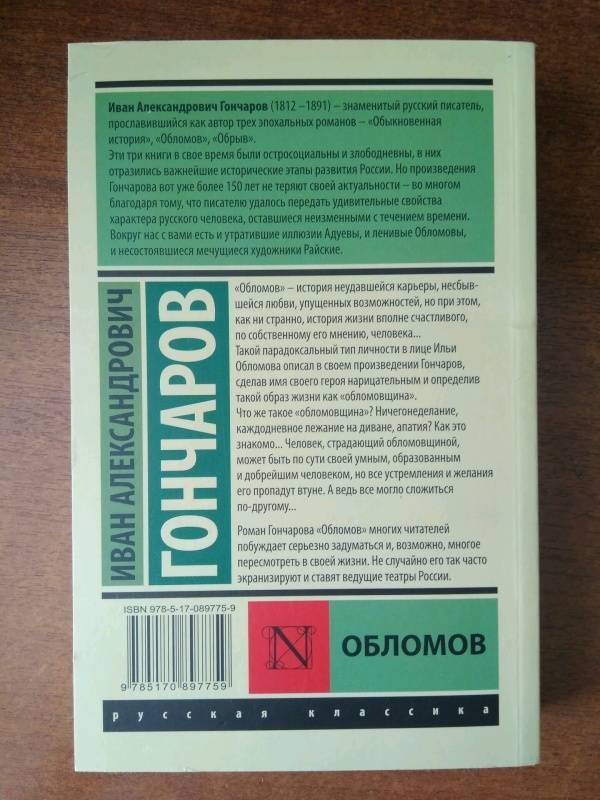 Иван Александрович Гончаров (1812 –1891) – знаменитый русский писатель,
прославившийся как автор трех эпохальных романов – «Обыкновенная
история», «Обломов», «Обрыв».
Эти три книги в свое время были остросоциальны и злободневны, в них
отразились важнейшие исторические этапы развития России. Но произведения
Гончарова вот уже более 150 лет не теряют своей актуальности – во многом
благодаря тому, что писателю удалось передать удивительные свойства
характера русского человека, оставшиеся неизменными с течением времени.
Вокруг нас с вами есть и утратившие иллюзии Адуевы, и ленивые Обломовы,
и несостоявшиеся мечущиеся художники Райские.
ИВАН АЛЕКСАНДРОВИЧ
ГОНЧАРОВ
«Обломов» – история неудавшейся карьеры, несбыв-
шейся любви, упущенных возможностей, но при этом,
как ни странно, история жизни вполне счастливого,
по собственному его мнению, человека...
Такой парадоксальный тип личности в лице Ильи
Обломова описал в своем произведении Гончаров,
сделав имя своего героя нарицательным и определив
такой образ жизни как «обломовщина».
Что же такое «обломовщина»? Ничегонеделание,
каждодневное лежание на диване, апатия? Как это
знакомо... Человек, страдающий обломовщиной,
может быть по сути своей умным, образованным
и добрейшим человеком, но все устремления и желания
его пропадут втуне. А ведь все могло сложиться
по-другому...
Роман Гончарова «Обломов» многих читателей
побуждает серьезно задуматься и, возможно, многое
пересмотреть в своей жизни. Не случайно его так часто
экранизируют и ставят ведущие театры России.
ISBN 978-5-17-089775-9
9 785170 897759
N
ОБЛОМОВ
русская классика